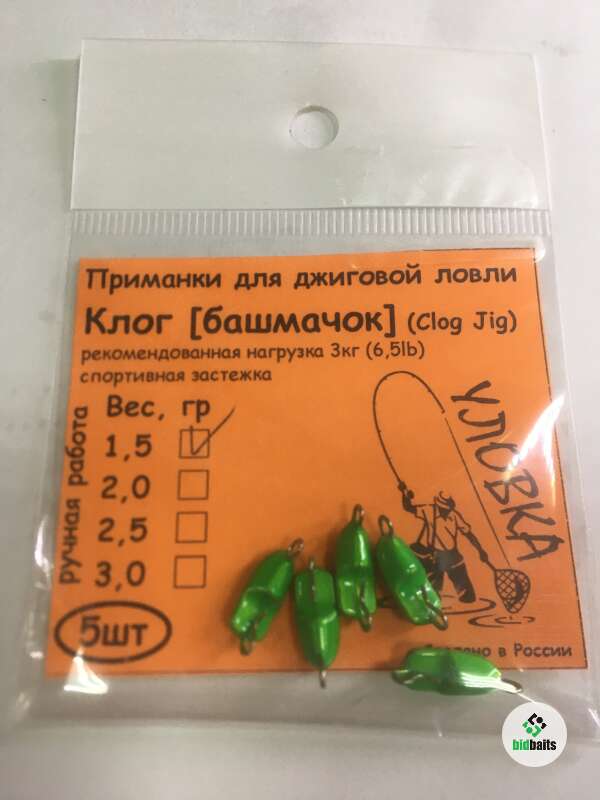 Приманки для джиговой ловли
Клог [башмачок] (Clog Jig)
рекомендованная нагрузка 3кг (6,5lb)
спортивная застежка
ручная работа
Вес, гр
1,5
2,0
2,5
3,0
5шт
УЛОВКА
в России
bidbaits